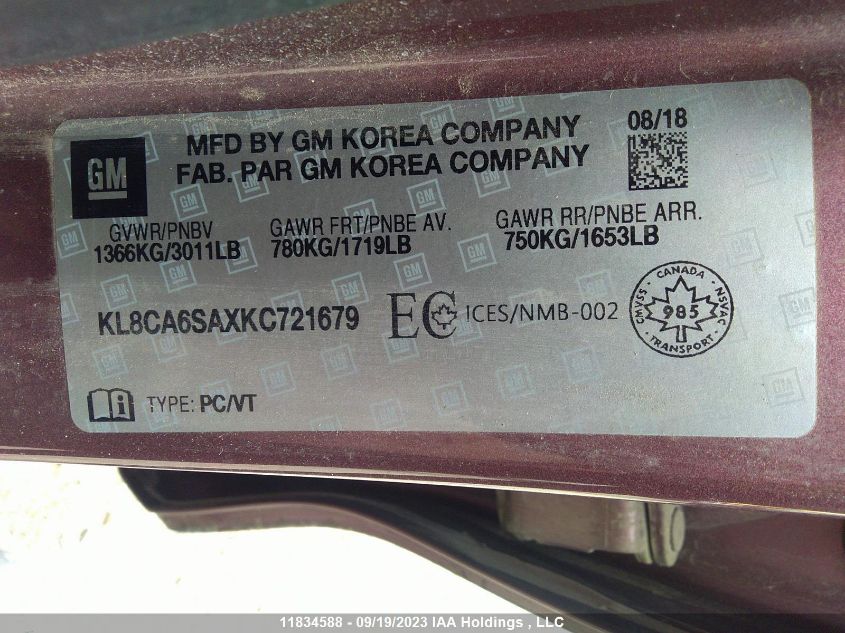 GM
MFD BY GM KOREA COMPANY
FAB. PAR GM KOREA COMPANY
08/18
GVWR/PNBV
1366KG/3011LB
GAWR FRT/PNBE AV.
780KG/1719LB
GAWR RR/PNBE ARR.
750KG/1653LB
KL8CA6SAXKC721679
EC ICES/NMB-002
CANADA
CMVSS 985 NSVAC
TRANSPORT
TYPE: PC/VT
11834588 - 09/19/2023 IAA Holdings , LLC